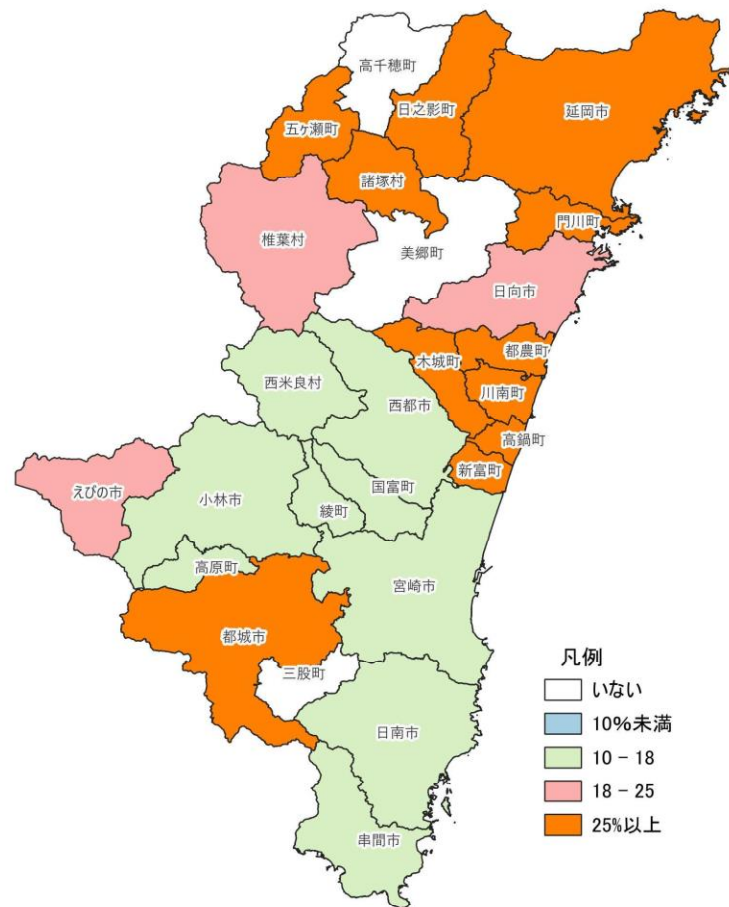 高千穂町
日之影町
延岡市
五ヶ瀬町
諸塚村
門川町
椎葉村
美郷町
日向市
都農町
木城町
西米良村
川南町
西都市
高鍋町
新富町
えびの市
国富町
小林市
綾町
高原町
宮崎市
都城市
三股町
日南市
串間市
凡例
いない
10%未満
10 - 18
18 - 25
25%以上